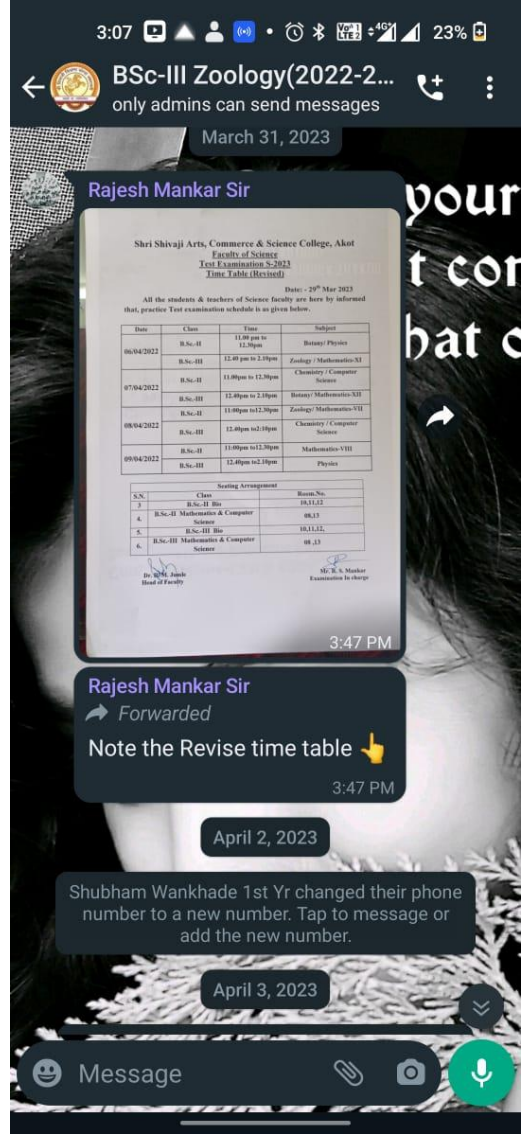 3:07
Vo 1
LTE 2
4G
23%
BSc-III Zoology(2022-2...
only admins can send messages
March 31, 2023
your
t con
hat c
Rajesh Mankar Sir
Shri Shivaji Arts, Commerce & Science College, Akot
Faculty of Science
Test Examination S-2023
Time Table (Revised)
Date: - 29th Mar 2023
All the students & teachers of Science faculty are here by informed
that, practice Test examination schedule is as given below.
Date Class Time Subject
06/04/2022 B.Sc.-II 11.00 pm to 12.30pm Botany/ Physics
B.Sc.-III 12.40 pm to 2.10pm Zoology / Mathematics-XI
07/04/2022 B.Sc.-II 11.00pm to 12.30pm Chemistry / Computer Science
B.Sc.-III 12.40pm to 2.10pm Botany/ Mathematics-XII
08/04/2022 B.Sc.-II 11:00pm to12.30pm Zoology/ Mathematics-VII
B.Sc.-III 12.40pm to2:10pm Chemistry / Computer Science
09/04/2022 B.Sc.-II 11:00pm to12.30pm Mathematics-VIII
B.Sc.-III 12.40pm to2.10pm Physics
Seating Arrangement
S.N. Class Room.No.
3 B.Sc.-II Bio 10,11,12
4. B.Sc.-II Mathematics & Computer Science 08,13
5. B.Sc.-III Bio 10,11,12,
6. B.Sc.-III Mathematics & Computer Science 08 ,13
Mr. R. S. Mankar
Head of Faculty Examination In charge
3:47 PM
Rajesh Mankar Sir
Forwarded
Note the Revise time table 👆
3:47 PM
April 2, 2023
Shubham Wankhade 1st Yr changed their phone
number to a new number. Tap to message or
add the new number.
April 3, 2023
Message